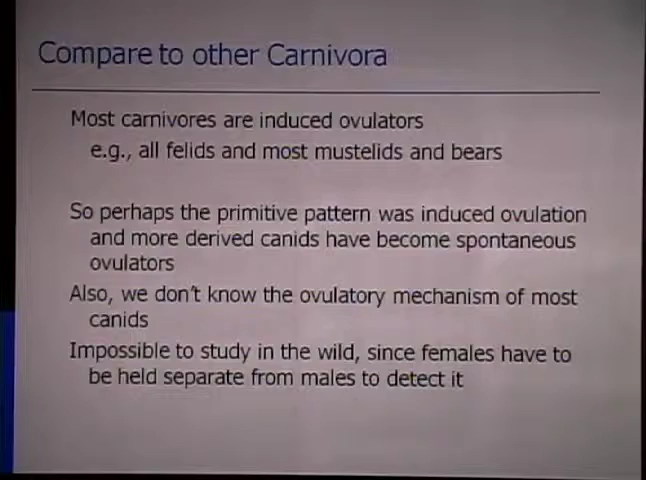 Compare to other Carnivora
Most carnivores are induced ovulators
e.g., all felids and most mustelids and bears
So perhaps the primitive pattern was induced ovulation
and more derived canids have become spontaneous
ovulators
Also, we don't know the ovulatory mechanism of most
canids
Impossible to study in the wild, since females have to
be held separate from males to detect it